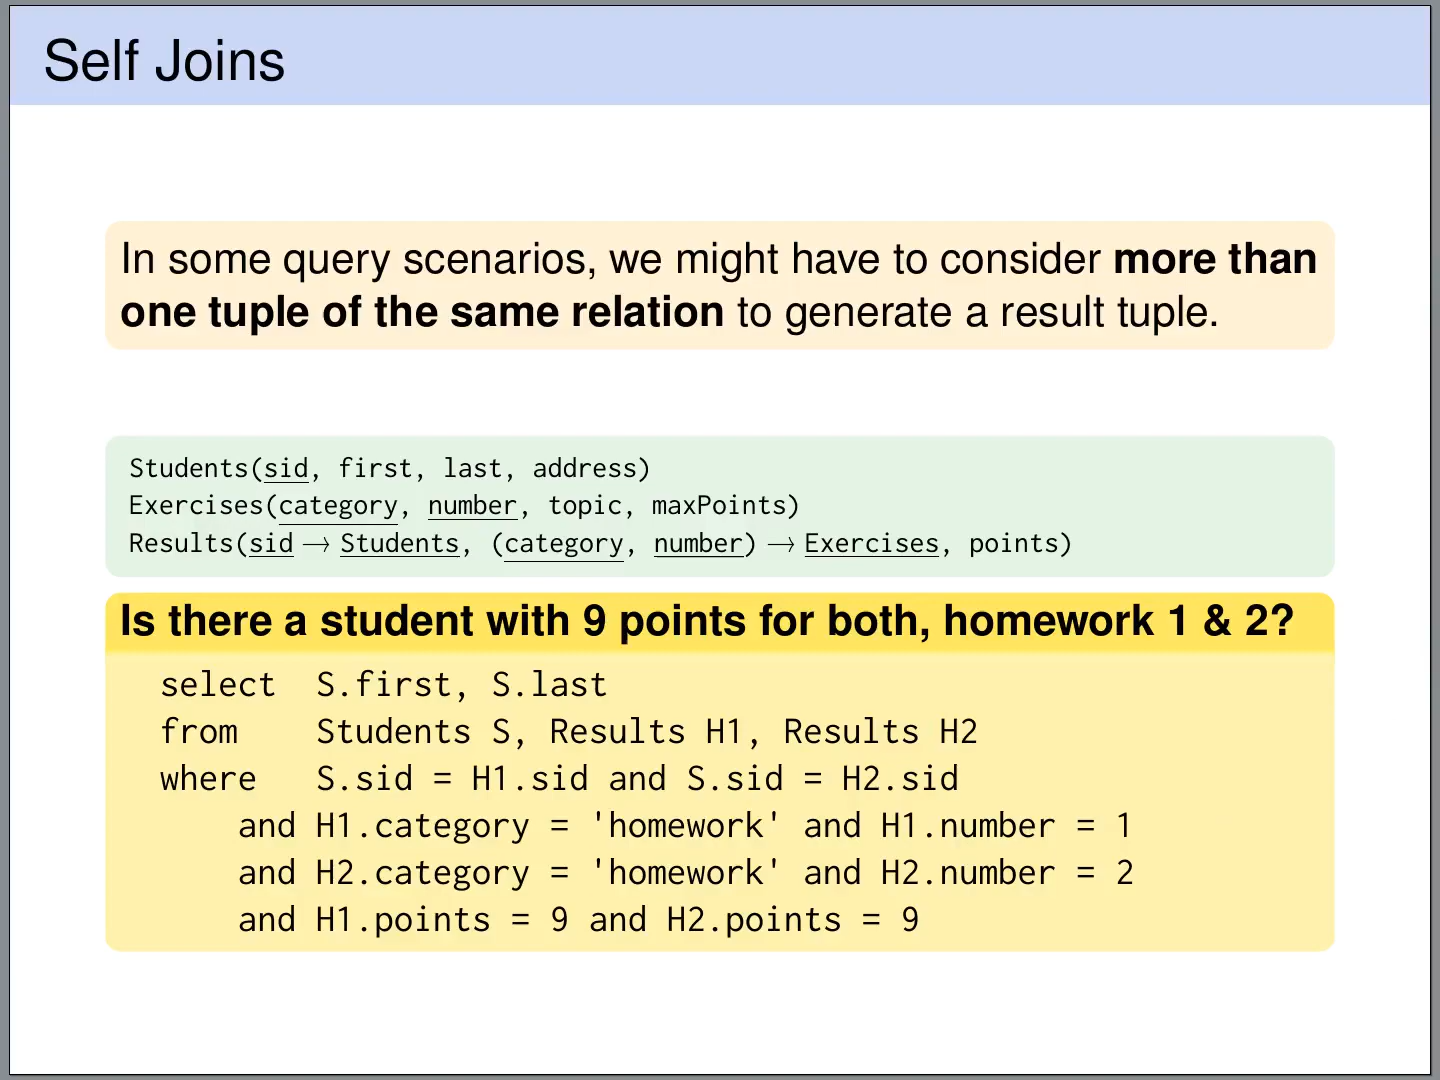 Self Joins
In some query scenarios, we might have to consider more than
one tuple of the same relation to generate a result tuple.
Students(sid, first, last, address)
Exercises(category, number, topic, maxPoints)
Results(sid → Students, (category, number) → Exercises, points)
Is there a student with 9 points for both, homework 1 & 2?
select S.first, S.last
from Students S, Results H1, Results H2
where S.sid = H1.sid and S.sid = H2.sid
and H1.category = 'homework' and H1.number = 1
and H2.category = 'homework' and H2.number = 2
and H1.points = 9 and H2.points = 9